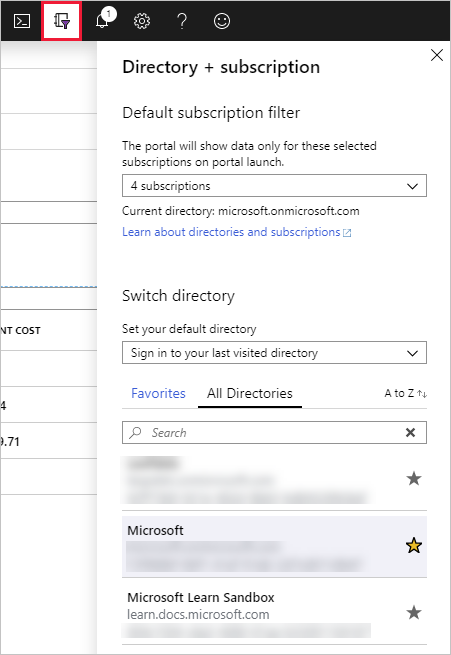 1
Directory + subscription
Default subscription filter
The portal will show data only for these selected
subscriptions on portal launch.
4 subscriptions
Current directory: microsoft.onmicrosoft.com
Learn about directories and subscriptions
Switch directory
NT COST
Set your default directory
Sign in to your last visited directory
Favorites All Directories A to Z
4
Search
9.71
Microsoft
Microsoft Learn Sandbox
learn.docs.microsoft.com